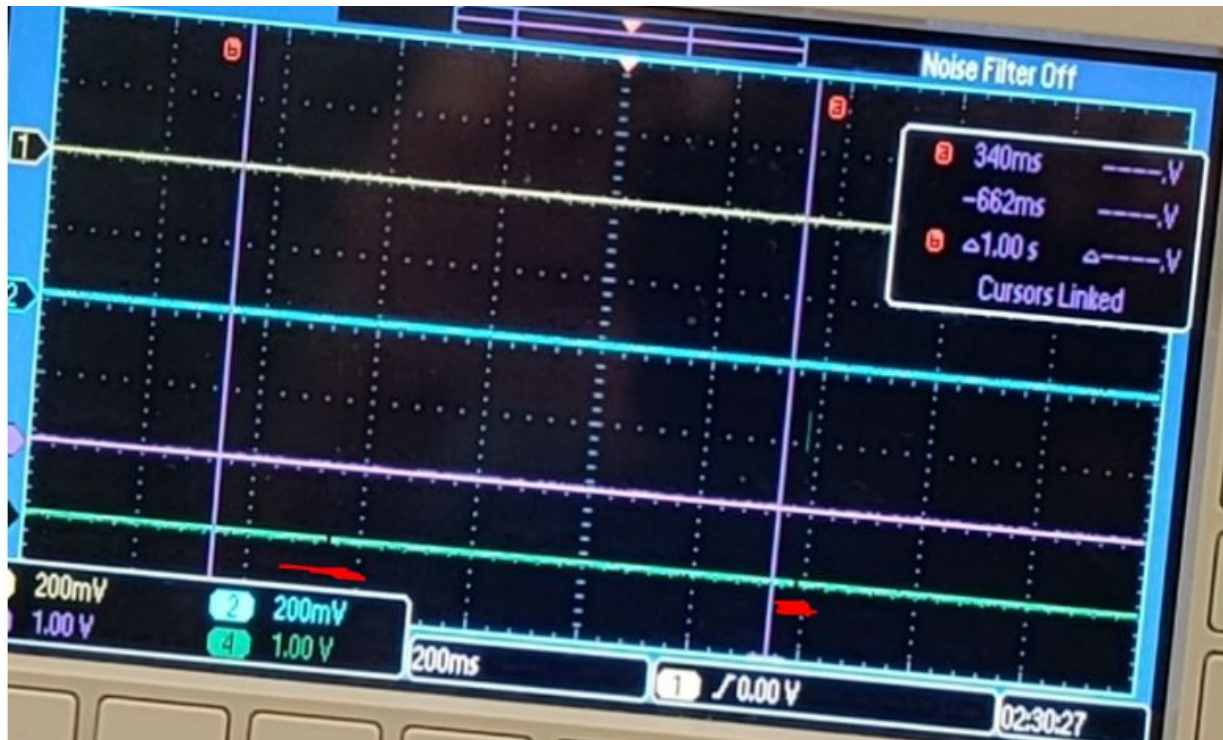 Noise Filter Off
b
a
1
a 340ms -----.V
-662ms -----.V
b △1.00 s △-----.V
Cursors Linked
2
200mV 2 200mV
1.00 V 4 1.00 V
200ms
1 ∫ 0.00 V
02:30:27